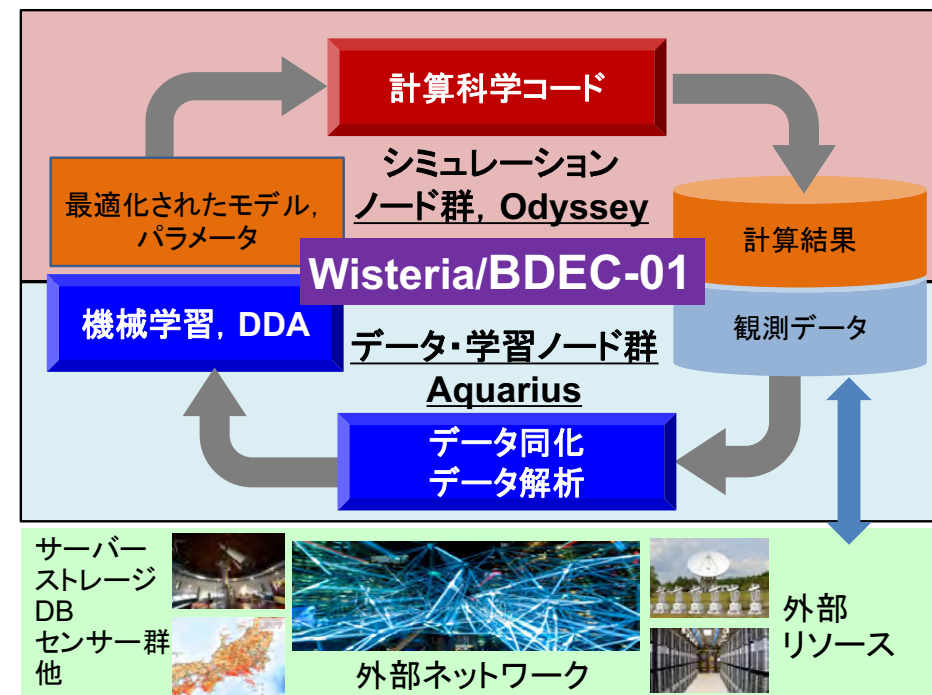 計算科学コード
シミュレーション
ノード群, Odyssey
最適化されたモデル,
パラメータ
計算結果
Wisteria/BDEC-01
機械学習, DDA
観測データ
データ・学習ノード群
Aquarius
データ同化
データ解析
サーバー
ストレージ
DB
センサー群
他
外部ネットワーク
外部
リソース